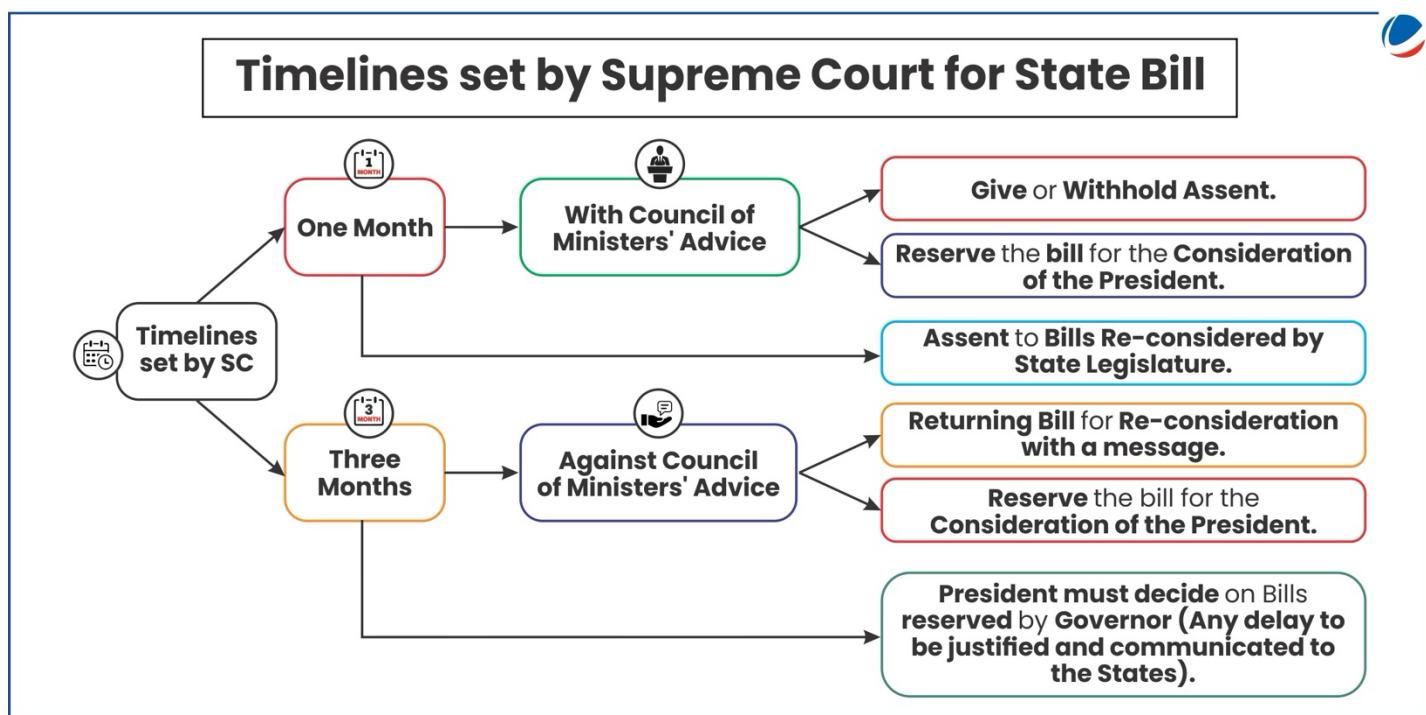 Timelines set by Supreme Court for State Bill
1
MONTH
One Month
With Council of
Ministers' Advice
Give or Withhold Assent.
Reserve the bill for the Consideration
of the President.
Timelines
set by SC
Assent to Bills Re-considered by
State Legislature.
3
MONTH
Three
Months
Against Council
of Ministers' Advice
Returning Bill for Re-consideration
with a message.
Reserve the bill for the
Consideration of the President.
President must decide on Bills
reserved by Governor (Any delay to
be justified and communicated to
the States).